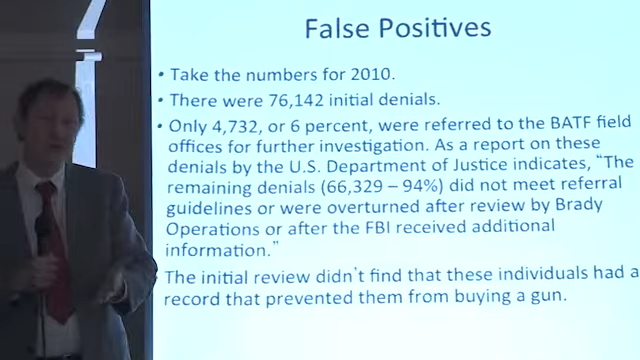 False Positives
• Take the numbers for 2010.
• There were 76,142 initial denials.
• Only 4,732, or 6 percent, were referred to the BATF field
offices for further investigation. As a report on these
denials by the U.S. Department of Justice indicates, “The
remaining denials (66,329 – 94%) did not meet referral
guidelines or were overturned after review by Brady
Operations or after the FBI received additional
information.”
The initial review didn’t find that these individuals had a
record that prevented them from buying a gun.